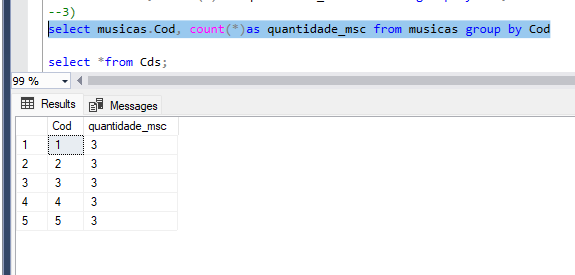 --3)
select musicas.Cod, count(*)as quantidade_msc from musicas group by Cod
select *from Cds;
99 %
Results Messages
Cod quantidade_msc
1 1 3
2 2 3
3 3 3
4 4 3
5 5 3